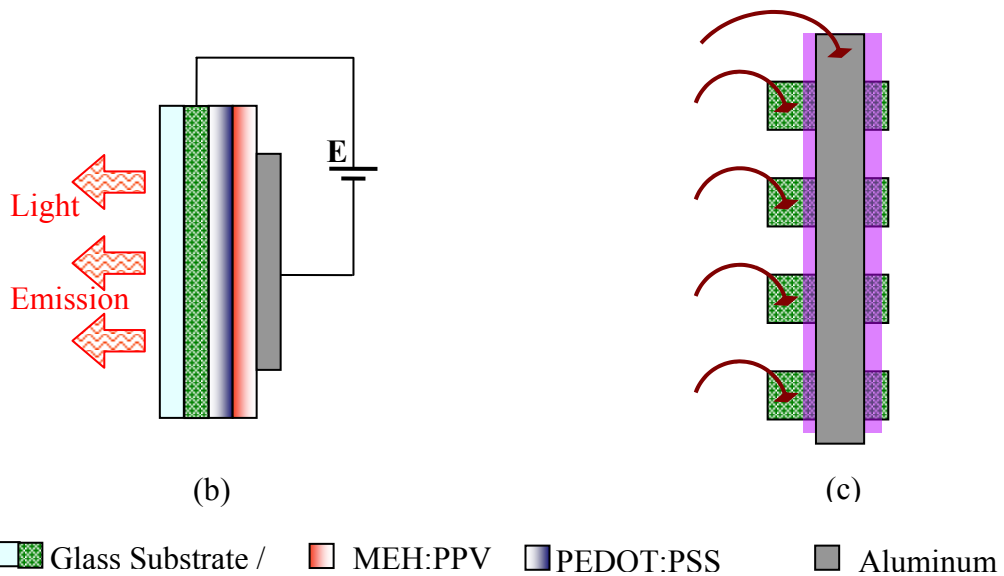 E
Light
Emission
(b)
(c)
Glass Substrate /
MEH:PPV
PEDOT:PSS
Aluminum